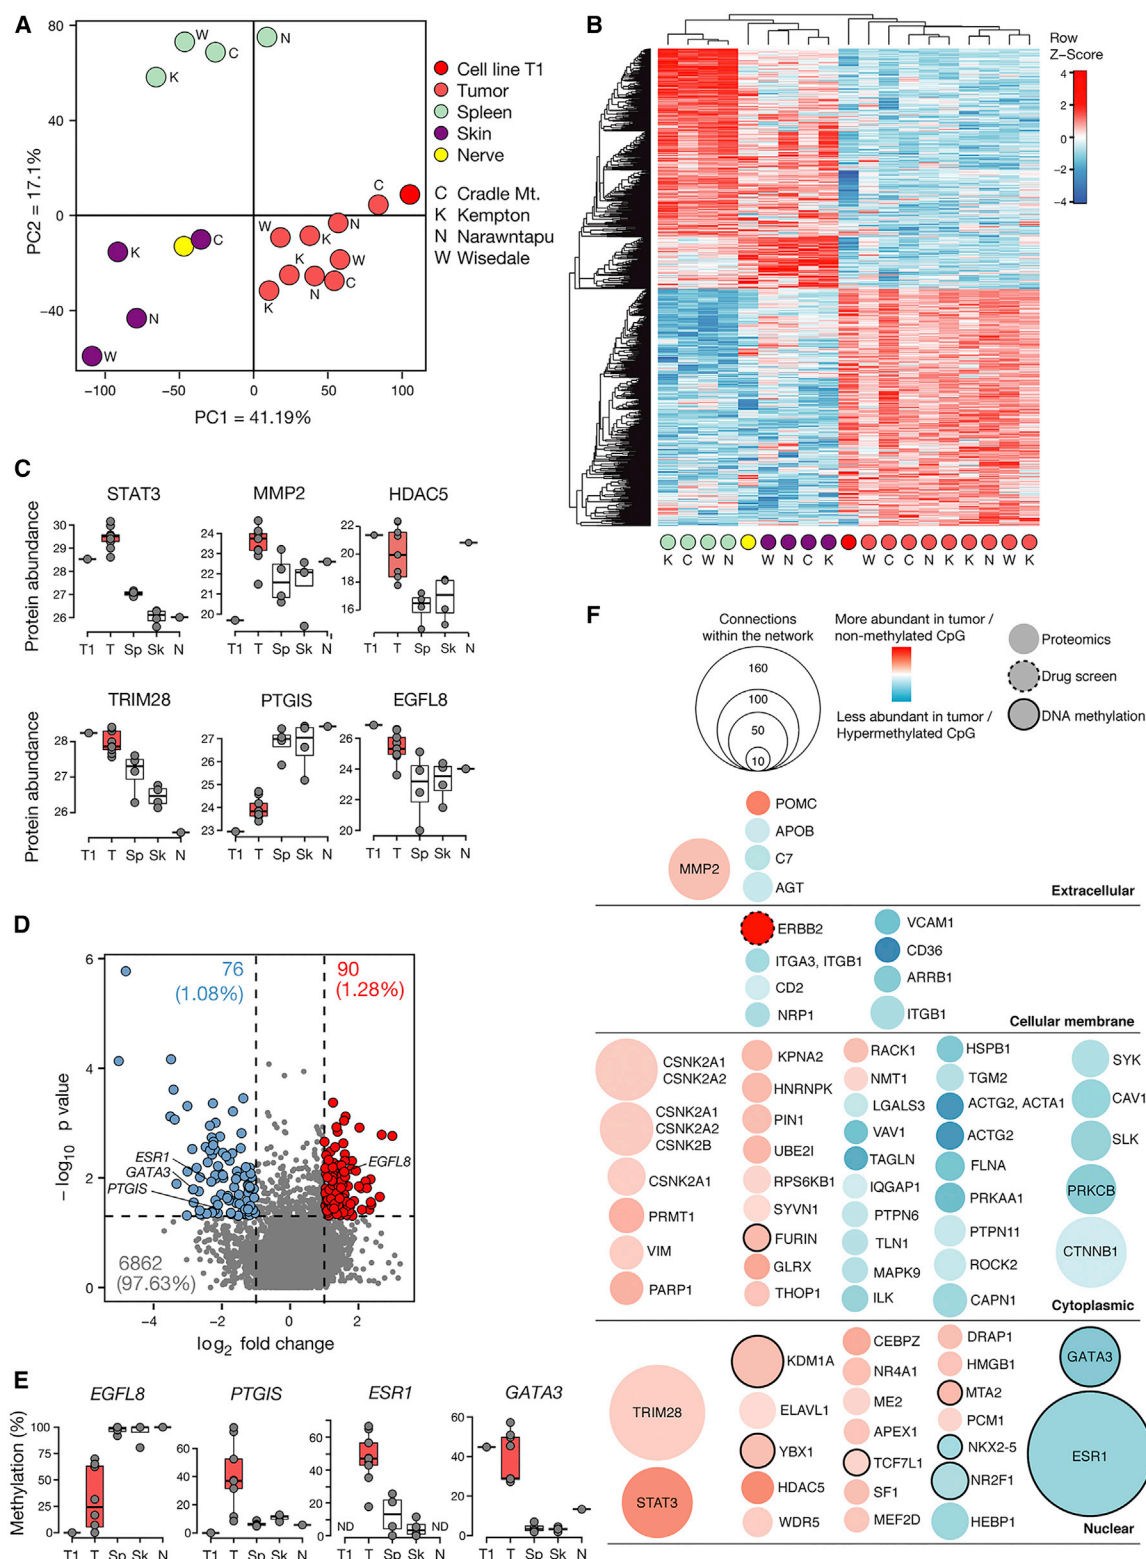 A
80
40
0
−40
−100
−50
0
50
100
PC2 = 17.1%
PC1 = 41.19%
W
C
N
K
K
C
N
W
C
N
W
K
W
K
N
C
K
Cell line T1
Tumor
Spleen
Skin
Nerve
C Cradle Mt.
K Kempton
N Narawntapu
W Wisedale
B
Row
Z-Score
4
2
0
−2
−4
K C W N W N C K W C C N K K N W K
C
STAT3
MMP2
HDAC5
Protein abundance
30
29
28
27
26
24
23
22
21
20
22
20
18
16
T1 T Sp Sk N
T1 T Sp Sk N
T1 T Sp Sk N
TRIM28
PTGIS
EGFL8
Protein abundance
28
27
26
27
26
25
24
23
26
24
22
20
T1 T Sp Sk N
T1 T Sp Sk N
T1 T Sp Sk N
D
76
(1.08%)
90
(1.28%)
6
4
2
0
− log10 p value
ESR1
GATA3
PTGIS
EGFL8
6862
(97.63%)
−4
−2
0
2
log2 fold change
E
EGFL8
PTGIS
ESR1
GATA3
Methylation (%)
100
75
50
25
0
60
40
20
0
60
40
20
0
60
40
20
0
ND
ND
T1 T Sp Sk N
T1 T Sp Sk N
T1 T Sp Sk N
T1 T Sp Sk N
F
Connections
within the network
160
100
50
10
More abundant in tumor /
non-methylated CpG
Less abundant in tumor /
Hypermethylated CpG
Proteomics
Drug screen
DNA methylation
MMP2
POMC
APOB
C7
AGT
Extracellular
ERBB2
ITGA3, ITGB1
CD2
NRP1
VCAM1
CD36
ARRB1
ITGB1
Cellular membrane
CSNK2A1
CSNK2A2
CSNK2A1
CSNK2A2
CSNK2B
CSNK2A1
PRMT1
VIM
PARP1
KPNA2
HNRNPK
PIN1
UBE2I
RPS6KB1
SYVN1
FURIN
GLRX
THOP1
RACK1
NMT1
LGALS3
VAV1
TAGLN
IQGAP1
PTPN6
TLN1
MAPK9
ILK
HSPB1
TGM2
ACTG2, ACTA1
ACTG2
FLNA
PRKAA1
PTPN11
ROCK2
CAPN1
SYK
CAV1
SLK
PRKCB
CTNNB1
Cytoplasmic
TRIM28
STAT3
KDM1A
ELAVL1
YBX1
HDAC5
WDR5
CEBPZ
NR4A1
ME2
APEX1
TCF7L1
SF1
MEF2D
DRAP1
HMGB1
MTA2
PCM1
NKX2-5
NR2F1
HEBP1
GATA3
ESR1
Nuclear